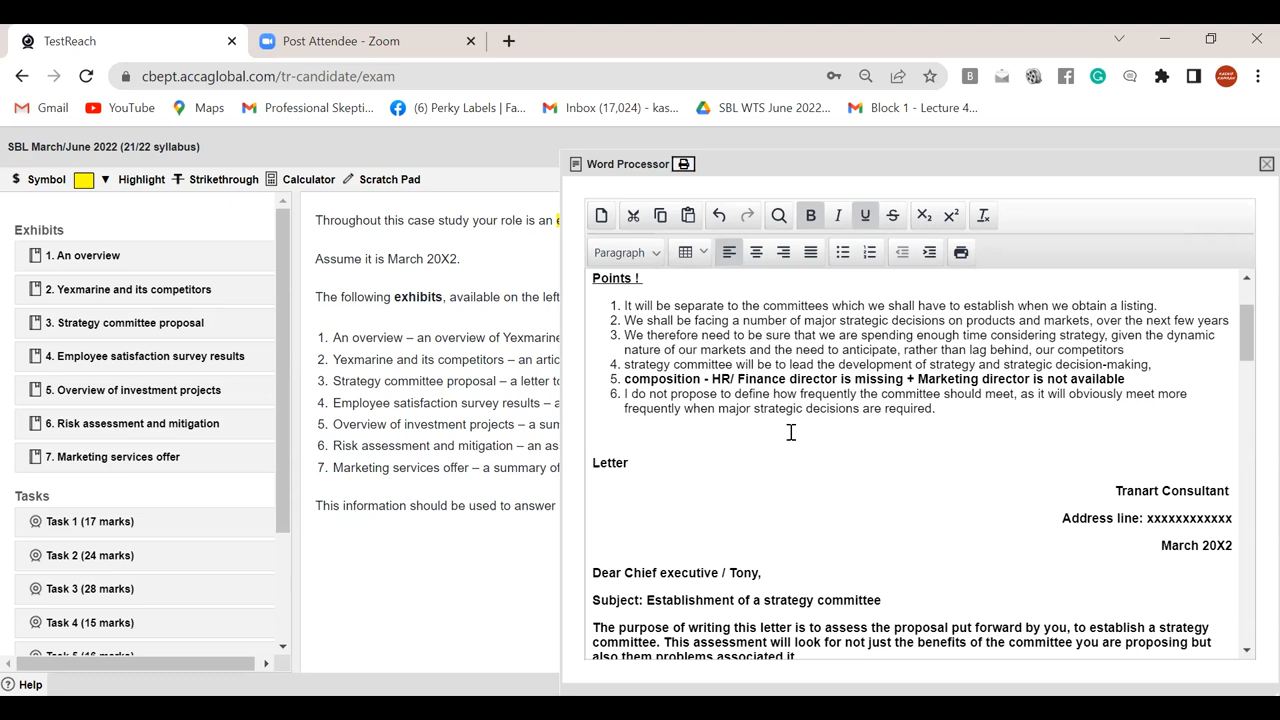 TestReach
Post Attendee - Zoom
cbept.accaglobal.com/tr-candidate/exam
Gmail
YouTube
Maps
Professional Skepti...
(6) Perky Labels | Fa...
Inbox (17,024) - kas...
SBL WTS June 2022...
Block 1 - Lecture 4...
SBL March/June 2022 (21/22 syllabus)
$ Symbol
Highlight
Strikethrough
Calculator
Scratch Pad
Exhibits
1. An overview
2. Yexmarine and its competitors
3. Strategy committee proposal
4. Employee satisfaction survey results
5. Overview of investment projects
6. Risk assessment and mitigation
7. Marketing services offer
Tasks
Task 1 (17 marks)
Task 2 (24 marks)
Task 3 (28 marks)
Task 4 (15 marks)
Help
Throughout this case study your role is an
Assume it is March 20X2.
The following exhibits, available on the left
1. An overview – an overview of Yexmarine
2. Yexmarine and its competitors – an artic
3. Strategy committee proposal – a letter to
4. Employee satisfaction survey results – a
5. Overview of investment projects – a sum
6. Risk assessment and mitigation – an as
7. Marketing services offer – a summary of
This information should be used to answer
Word Processor
Paragraph
Points !
1. It will be separate to the committees which we shall have to establish when we obtain a listing.
2. We shall be facing a number of major strategic decisions on products and markets, over the next few years
3. We therefore need to be sure that we are spending enough time considering strategy, given the dynamic
nature of our markets and the need to anticipate, rather than lag behind, our competitors
4. strategy committee will be to lead the development of strategy and strategic decision-making,
5. composition - HR/ Finance director is missing + Marketing director is not available
6. I do not propose to define how frequently the committee should meet, as it will obviously meet more
frequently when major strategic decisions are required.
Letter
Tranart Consultant
Address line: xxxxxxxxxxxx
March 20X2
Dear Chief executive / Tony,
Subject: Establishment of a strategy committee
The purpose of writing this letter is to assess the proposal put forward by you, to establish a strategy
committee. This assessment will look for not just the benefits of the committee you are proposing but
also them problems associated it.